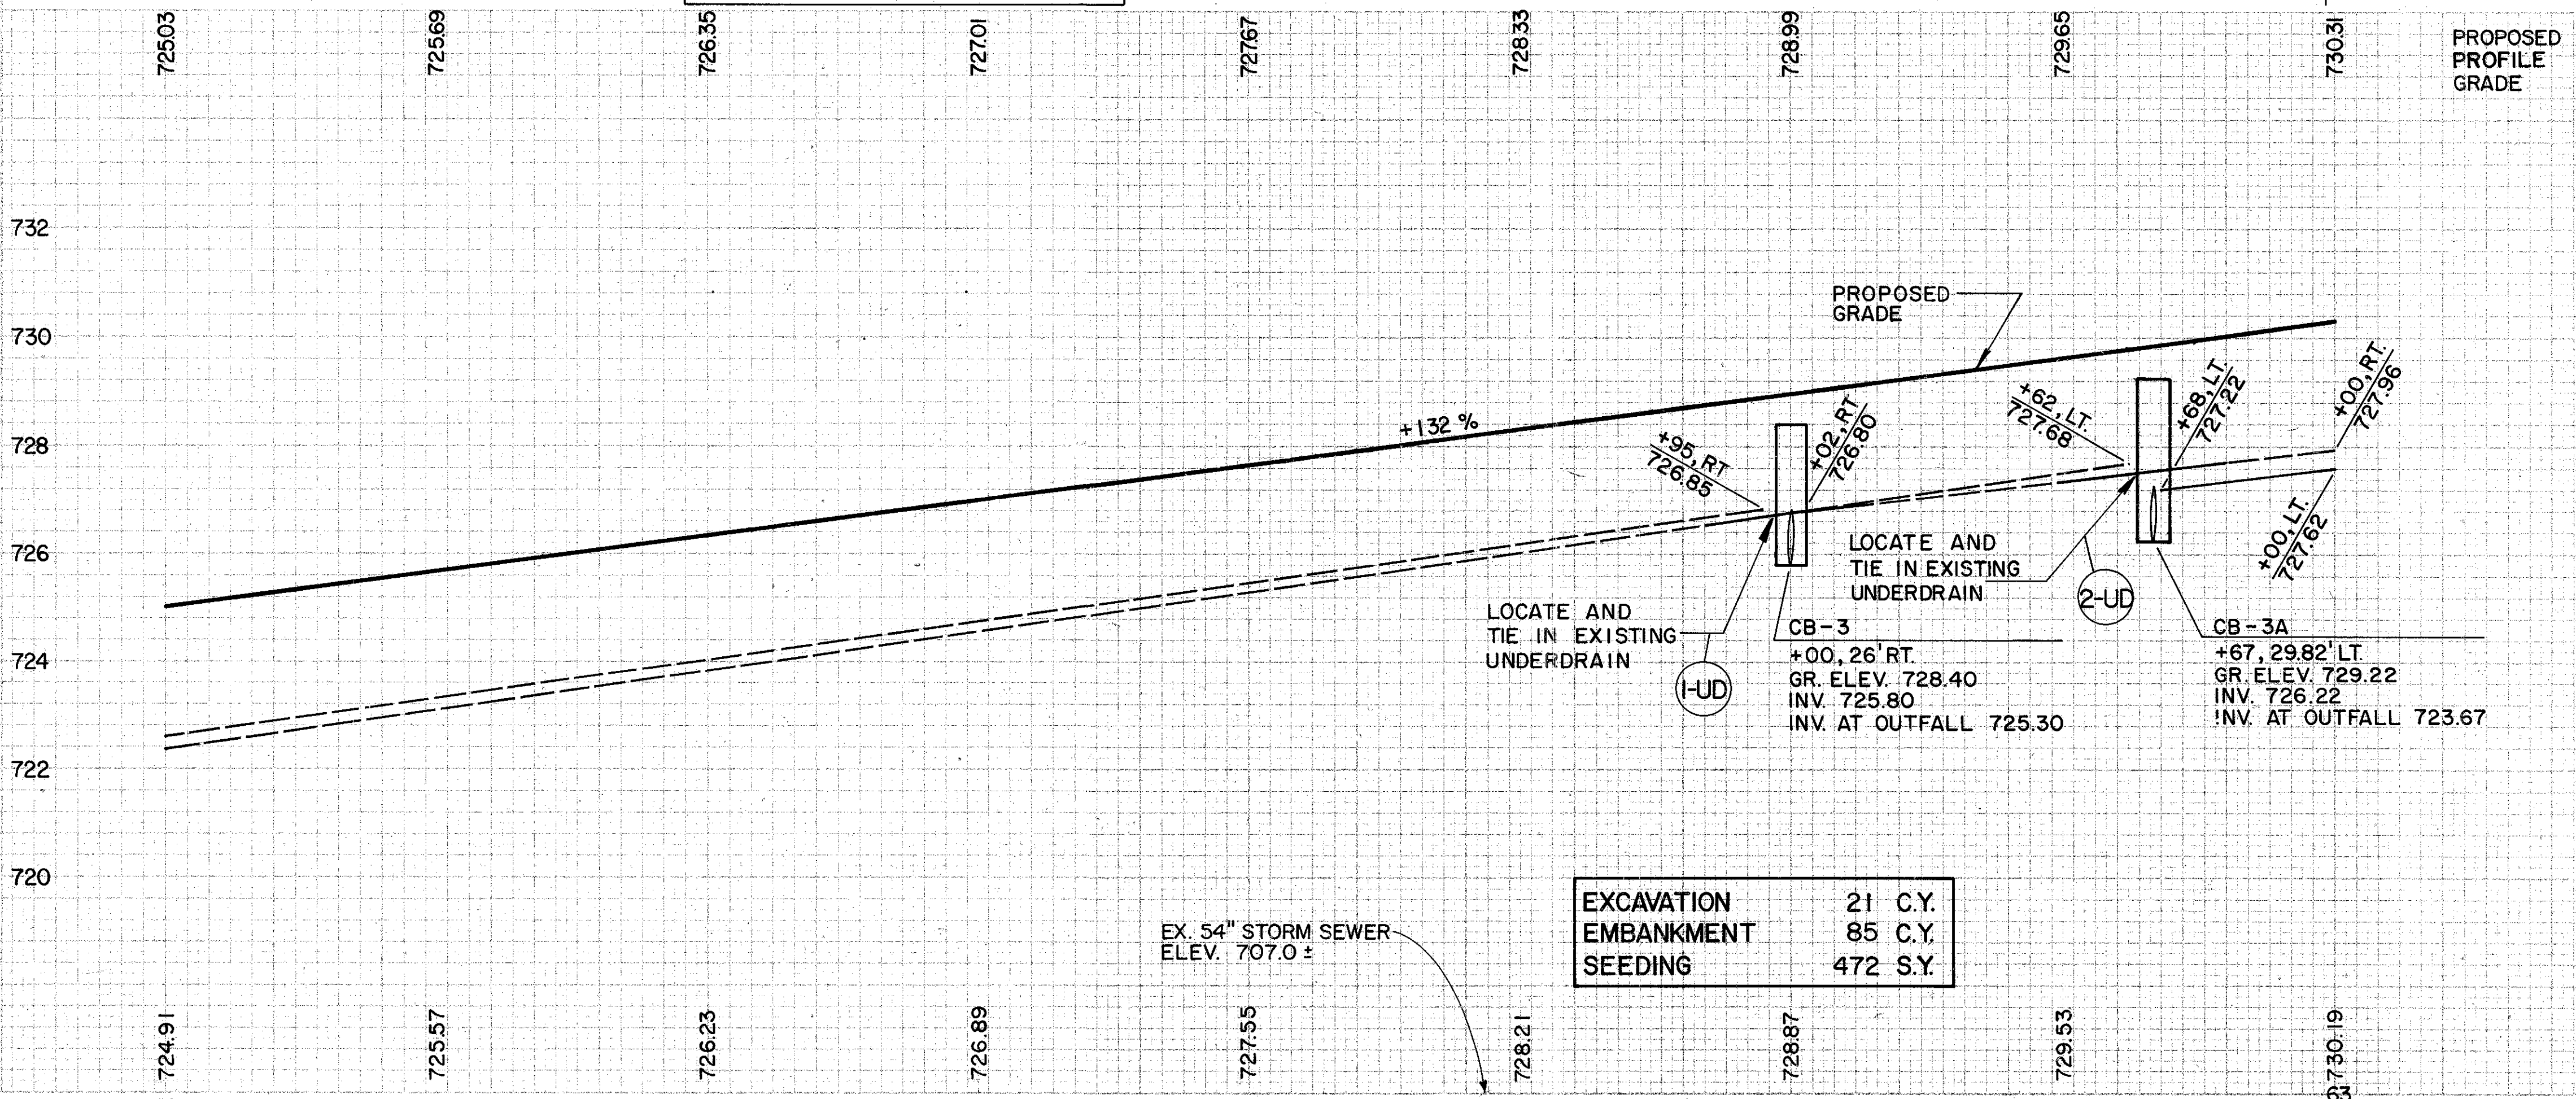 725.03
725.69
726.35
727.01
727.67
728.33
728.99
729.65
730.31
PROPOSED
PROFILE
GRADE
732
730
728
726
724
722
720
PROPOSED
GRADE
+132 %
+95, RT
726.85
+02, RT
726.80
+62, LT.
727.68
+68, LT.
727.22
+00, RT.
727.96
+00, LT.
727.62
LOCATE AND
TIE IN EXISTING
UNDERDRAIN
1-UD
LOCATE AND
TIE IN EXISTING
UNDERDRAIN
2-UD
CB-3
+00, 26' RT.
GR. ELEV. 728.40
INV. 725.80
INV. AT OUTFALL 725.30
CB-3A
+67, 29.82' LT.
GR. ELEV. 729.22
INV. 726.22
INV. AT OUTFALL 723.67
EX. 54" STORM SEWER
ELEV. 707.0 ±
EXCAVATION 21 C.Y.
EMBANKMENT 85 C.Y.
SEEDING 472 S.Y.
724.91
725.57
726.23
726.89
727.55
728.21
728.87
729.53
730.19
63